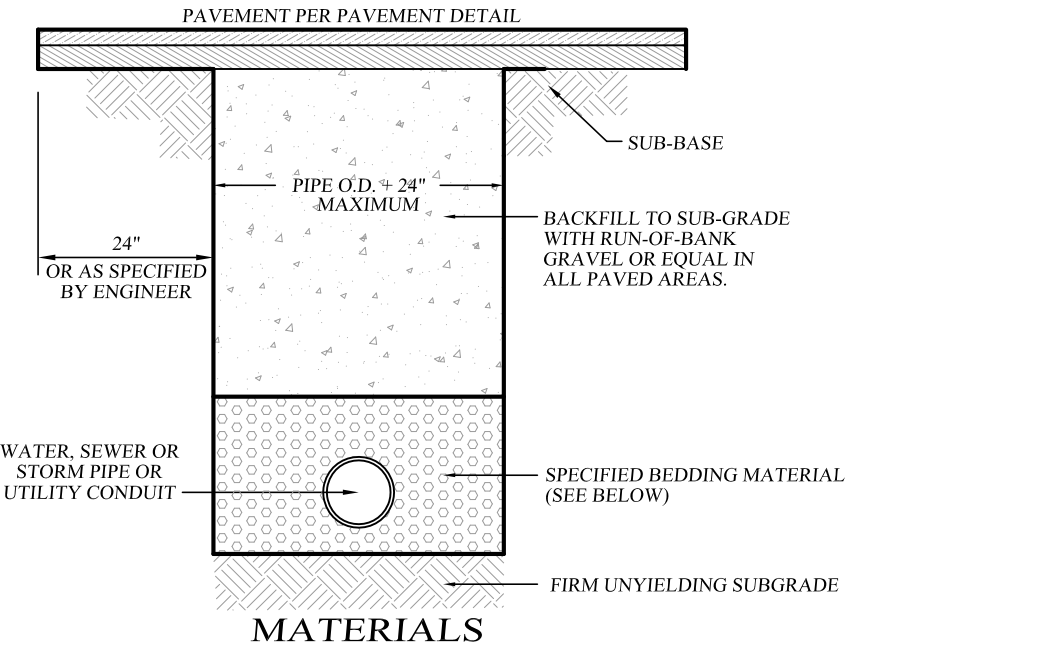 PAVEMENT PER PAVEMENT DETAIL
SUB-BASE
PIPE O.D. + 24"
MAXIMUM
BACKFILL TO SUB-GRADE
WITH RUN-OF-BANK
GRAVEL OR EQUAL IN
ALL PAVED AREAS.
24"
OR AS SPECIFIED
BY ENGINEER
WATER, SEWER OR
STORM PIPE OR
UTILITY CONDUIT
SPECIFIED BEDDING MATERIAL
(SEE BELOW)
FIRM UNYIELDING SUBGRADE
MATERIALS